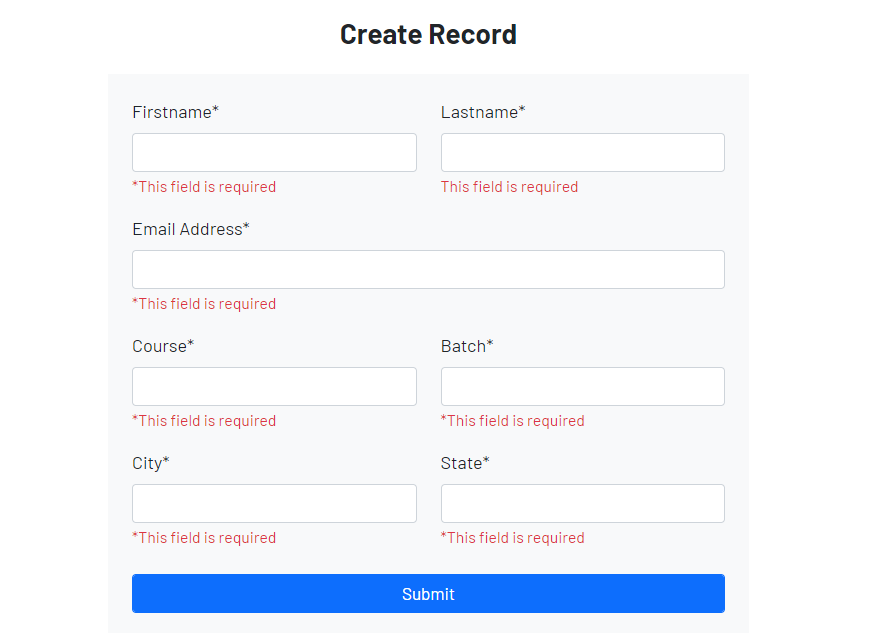 Create Record
Firstname* Lastname*
*This field is required This field is required
Email Address*
*This field is required
Course* Batch*
*This field is required *This field is required
City* State*
*This field is required *This field is required
Submit